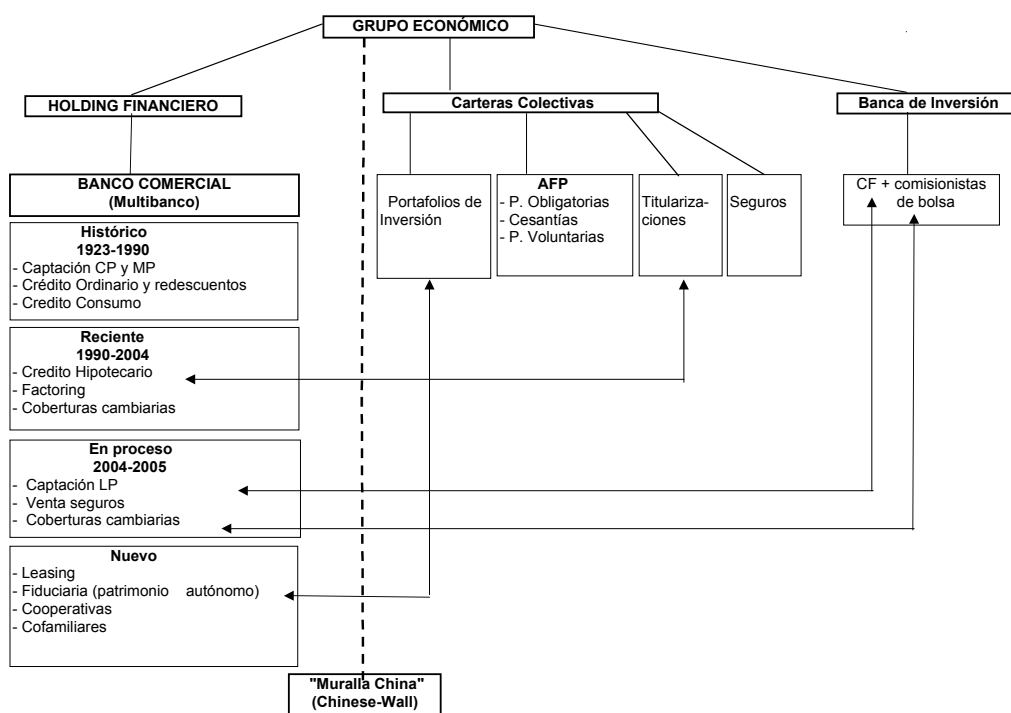 GRUPO ECONÓMICO
HOLDING FINANCIERO
Carteras Colectivas
Banca de Inversión
BANCO COMERCIAL
(Multibanco)
Histórico
1923-1990
- Captación CP y MP
- Crédito Ordinario y redescuentos
- Credito Consumo
Reciente
1990-2004
- Credito Hipotecario
- Factoring
- Coberturas cambiarias
En proceso
2004-2005
- Captación LP
- Venta seguros
- Coberturas cambiarias
Nuevo
- Leasing
- Fiduciaria (patrimonio autónomo)
- Cooperativas
- Cofamiliares
Portafolios de
Inversión
AFP
- P. Obligatorias
- Cesantías
- P. Voluntarias
Titulariza-
ciones
Seguros
CF + comisionistas
de bolsa
"Muralla China"
(Chinese-Wall)